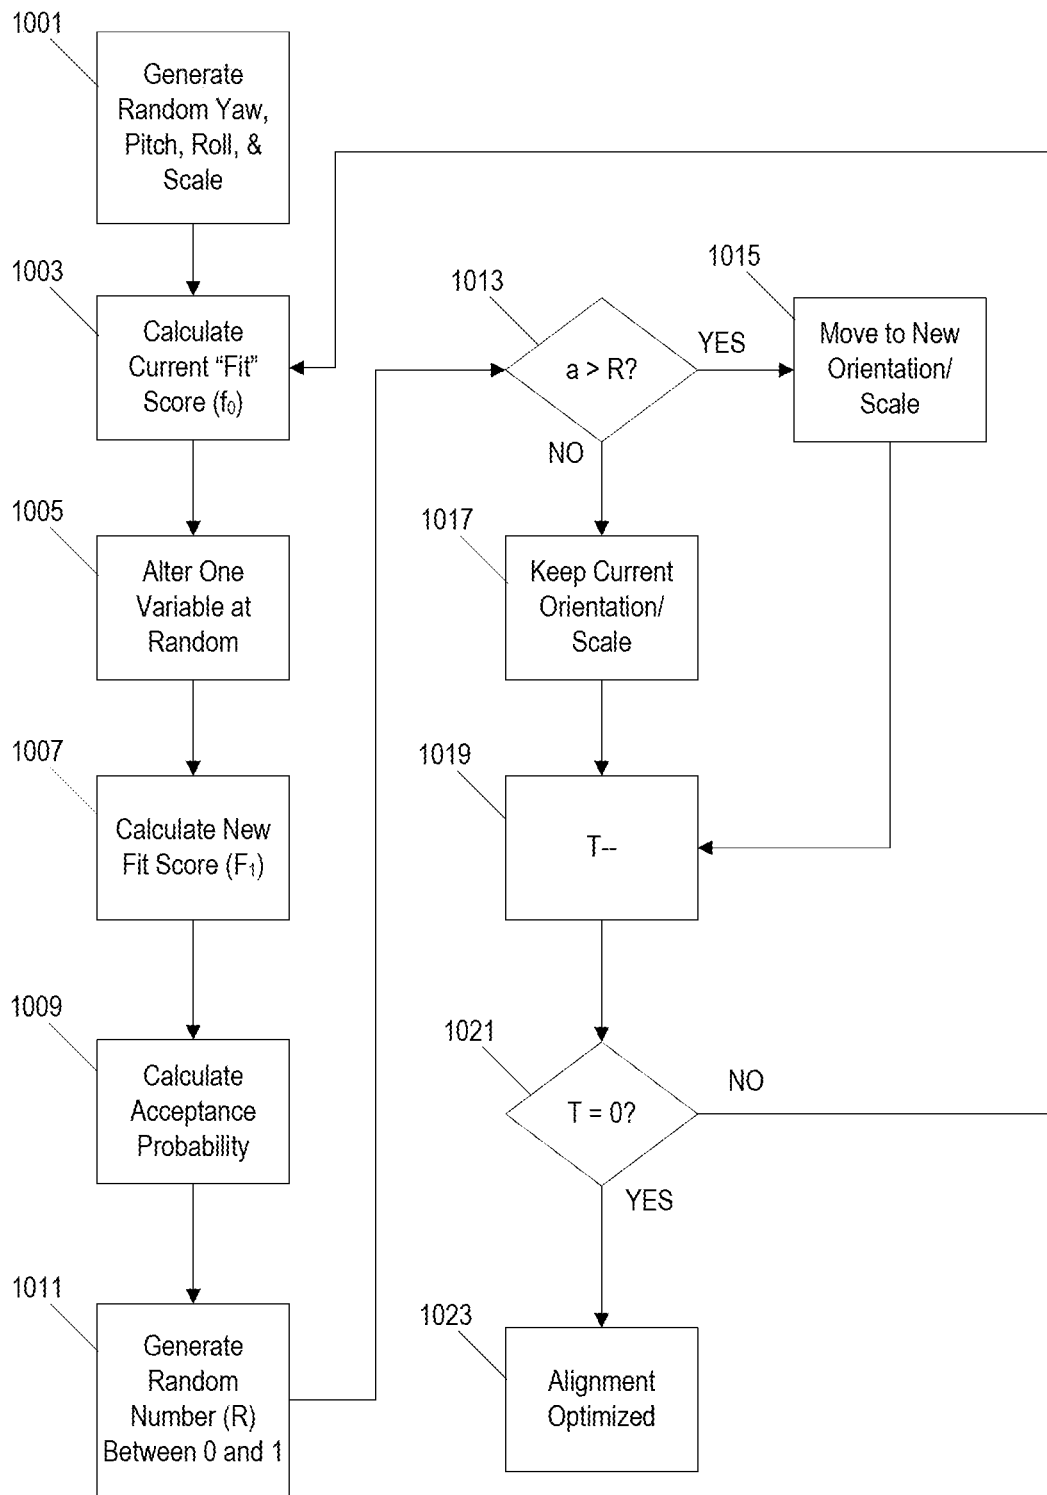 1001
Generate
Random Yaw,
Pitch, Roll, &
Scale
1003
Calculate
Current “Fit”
Score (f₀)
1005
Alter One
Variable at
Random
1007
Calculate New
Fit Score (F₁)
1009
Calculate
Acceptance
Probability
1011
Generate
Random
Number (R)
Between 0 and 1
1013
a > R?
YES
NO
1015
Move to New
Orientation/
Scale
1017
Keep Current
Orientation/
Scale
1019
T--
1021
T = 0?
NO
YES
1023
Alignment
Optimized